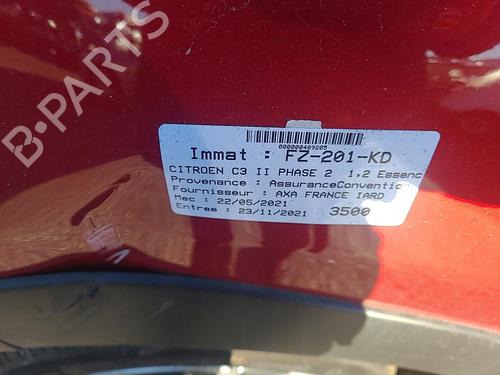 B-PARTS
000000489205
Immat : FZ-201-KD
CITROEN C3 II PHASE 2 1,2 Essenc
Provenance : AssuranceConventio
Fournisseur : AXA FRANCE IARD
Mec : 22/05/2021
Entree : 23/11/2021 3500